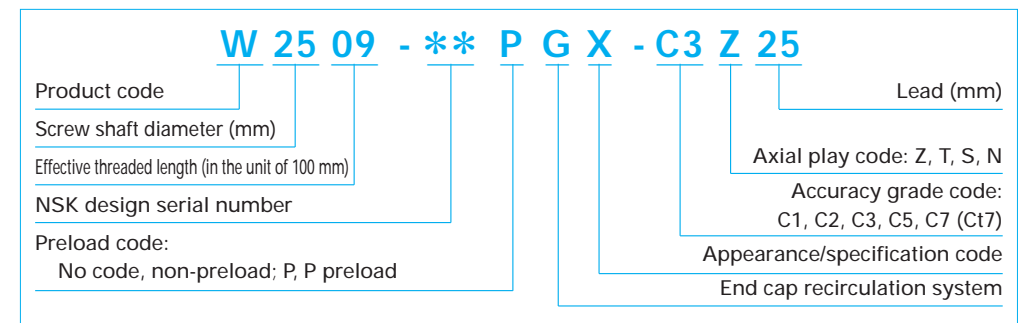 W 25 09 - ** P G X - C3 Z 25
Product code
Screw shaft diameter (mm)
Effective threaded length (in the unit of 100 mm)
NSK design serial number
Preload code:
No code, non-preload; P, P preload
Lead (mm)
Axial play code: Z, T, S, N
Accuracy grade code:
C1, C2, C3, C5, C7 (Ct7)
Appearance/specification code
End cap recirculation system